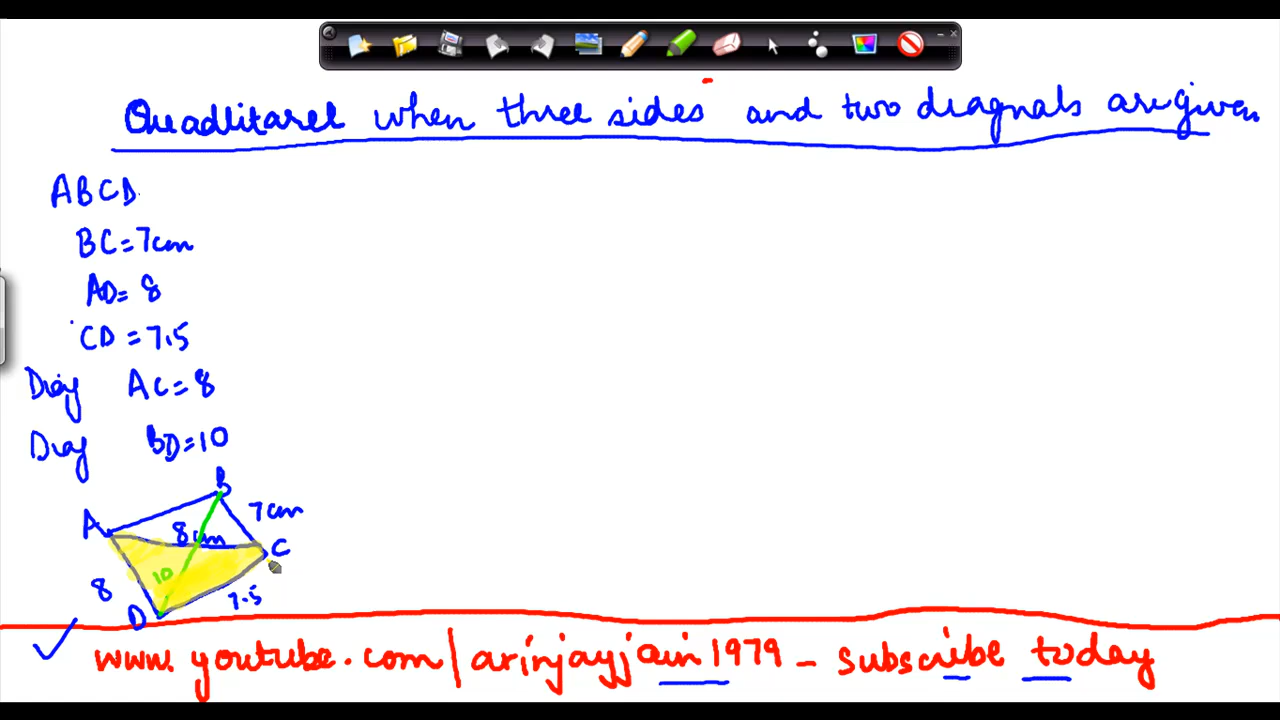 Quadlitarel when three sides and two diagnals are given
ABCD
BC = 7cm
AD = 8
CD = 7.5
Diag AC = 8
Diag BD = 10
B
A
7cm
8cm
C
10
8
7.5
D
www.youtube.com/arinjayjain1979 - subscribe today